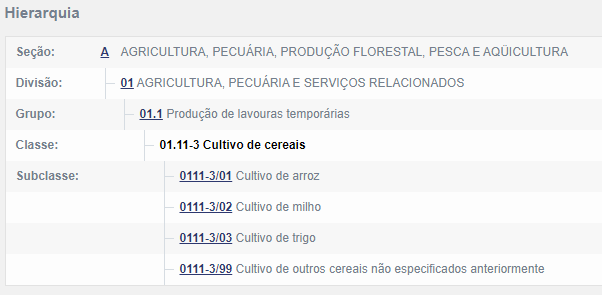 Hierarquia
Seção: A AGRICULTURA, PECUÁRIA, PRODUÇÃO FLORESTAL, PESCA E AQÜICULTURA
Divisão: 01 AGRICULTURA, PECUÁRIA E SERVIÇOS RELACIONADOS
Grupo: 01.1 Produção de lavouras temporárias
Classe: 01.11-3 Cultivo de cereais
Subclasse: 0111-3/01 Cultivo de arroz
0111-3/02 Cultivo de milho
0111-3/03 Cultivo de trigo
0111-3/99 Cultivo de outros cereais não especificados anteriormente